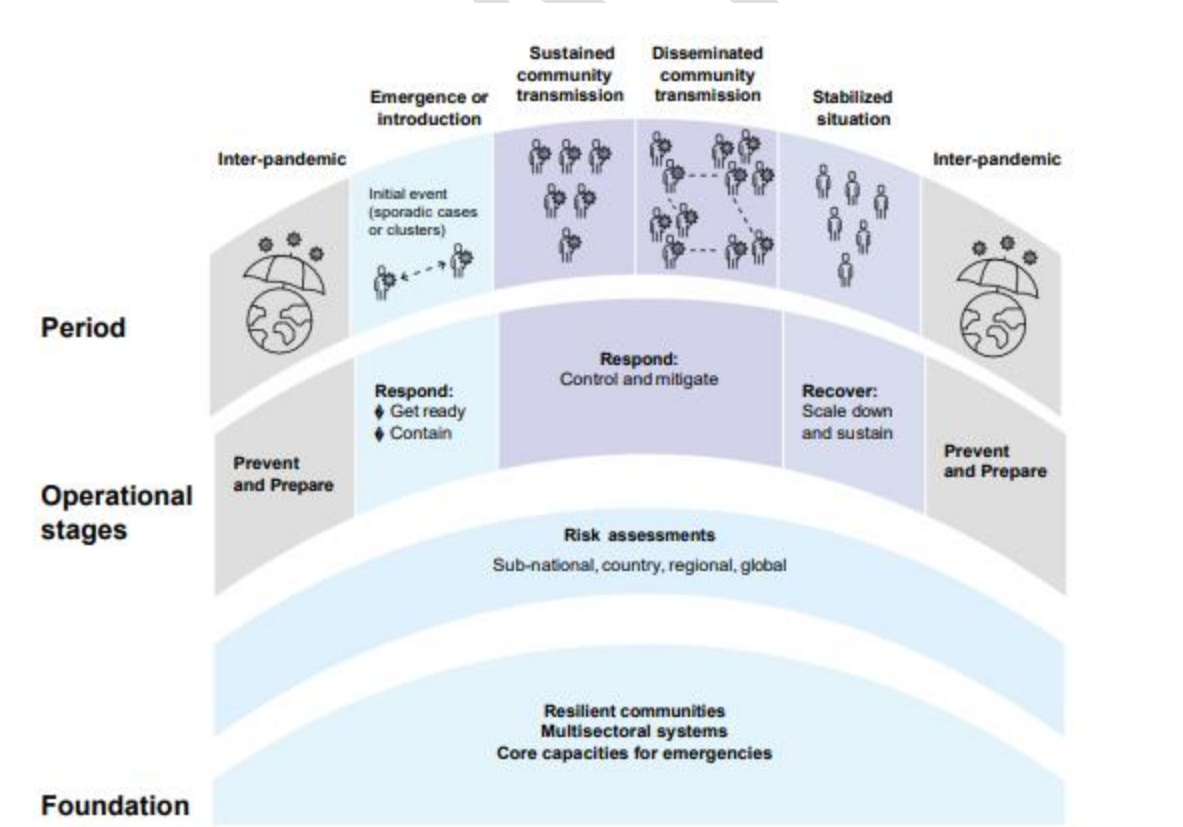 Sustained
community
transmission
Disseminated
community
transmission
Emergence or
introduction
Stabilized
situation
Inter-pandemic
Inter-pandemic
Initial event
(sporadic cases
or clusters)
Period
Respond:
Get ready
Contain
Respond:
Control and mitigate
Recover:
Scale down
and sustain
Prevent
and Prepare
Prevent
and Prepare
Operational
stages
Risk assessments
Sub-national, country, regional, global
Resilient communities
Multisectoral systems
Core capacities for emergencies
Foundation